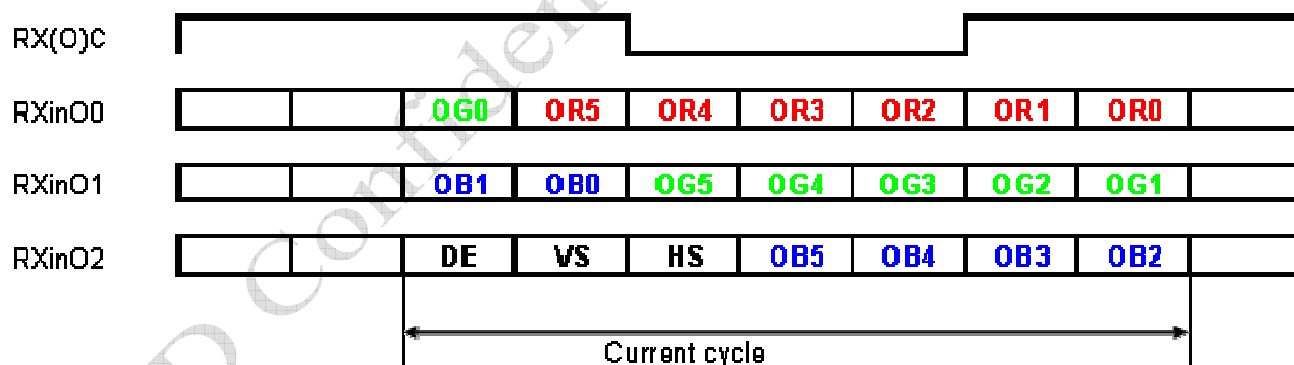 RX(O)C
RXinO0 OG0 OR5 OR4 OR3 OR2 OR1 OR0
RXinO1 OB1 OB0 OG5 OG4 OG3 OG2 OG1
RXinO2 DE VS HS OB5 OB4 OB3 OB2
Current cycle